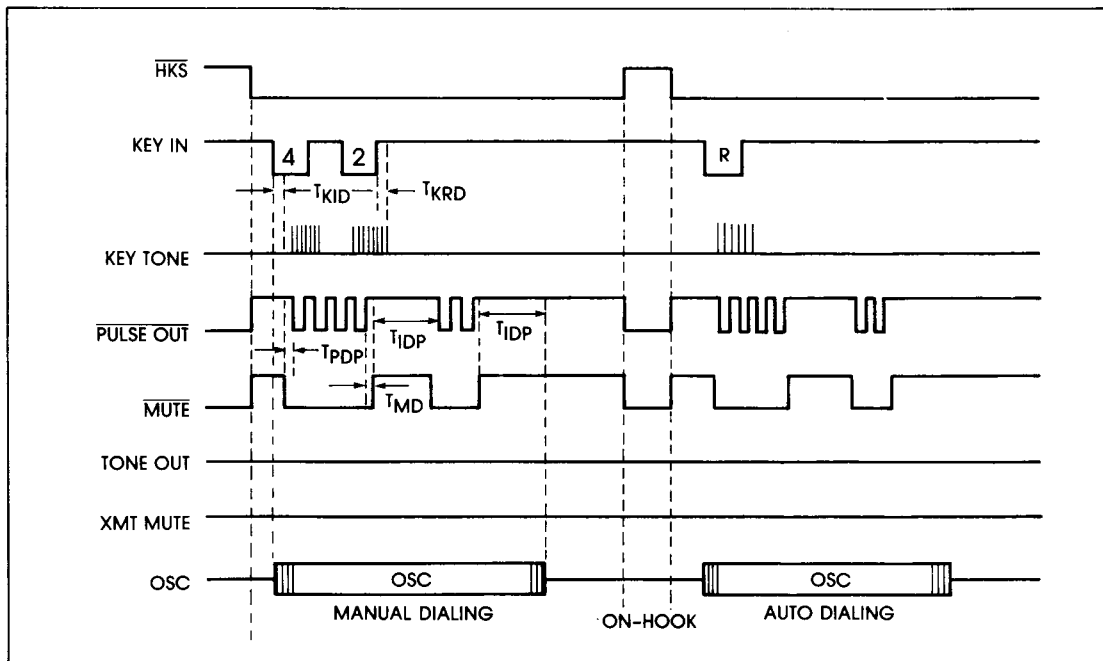 HKS
KEY IN
4
2
R
TKID
TKRD
KEY TONE
PULSE OUT
TPDP
TIDP
TIDP
MUTE
TMD
TONE OUT
XMT MUTE
OSC
OSC
OSC
MANUAL DIALING
ON-HOOK
AUTO DIALING